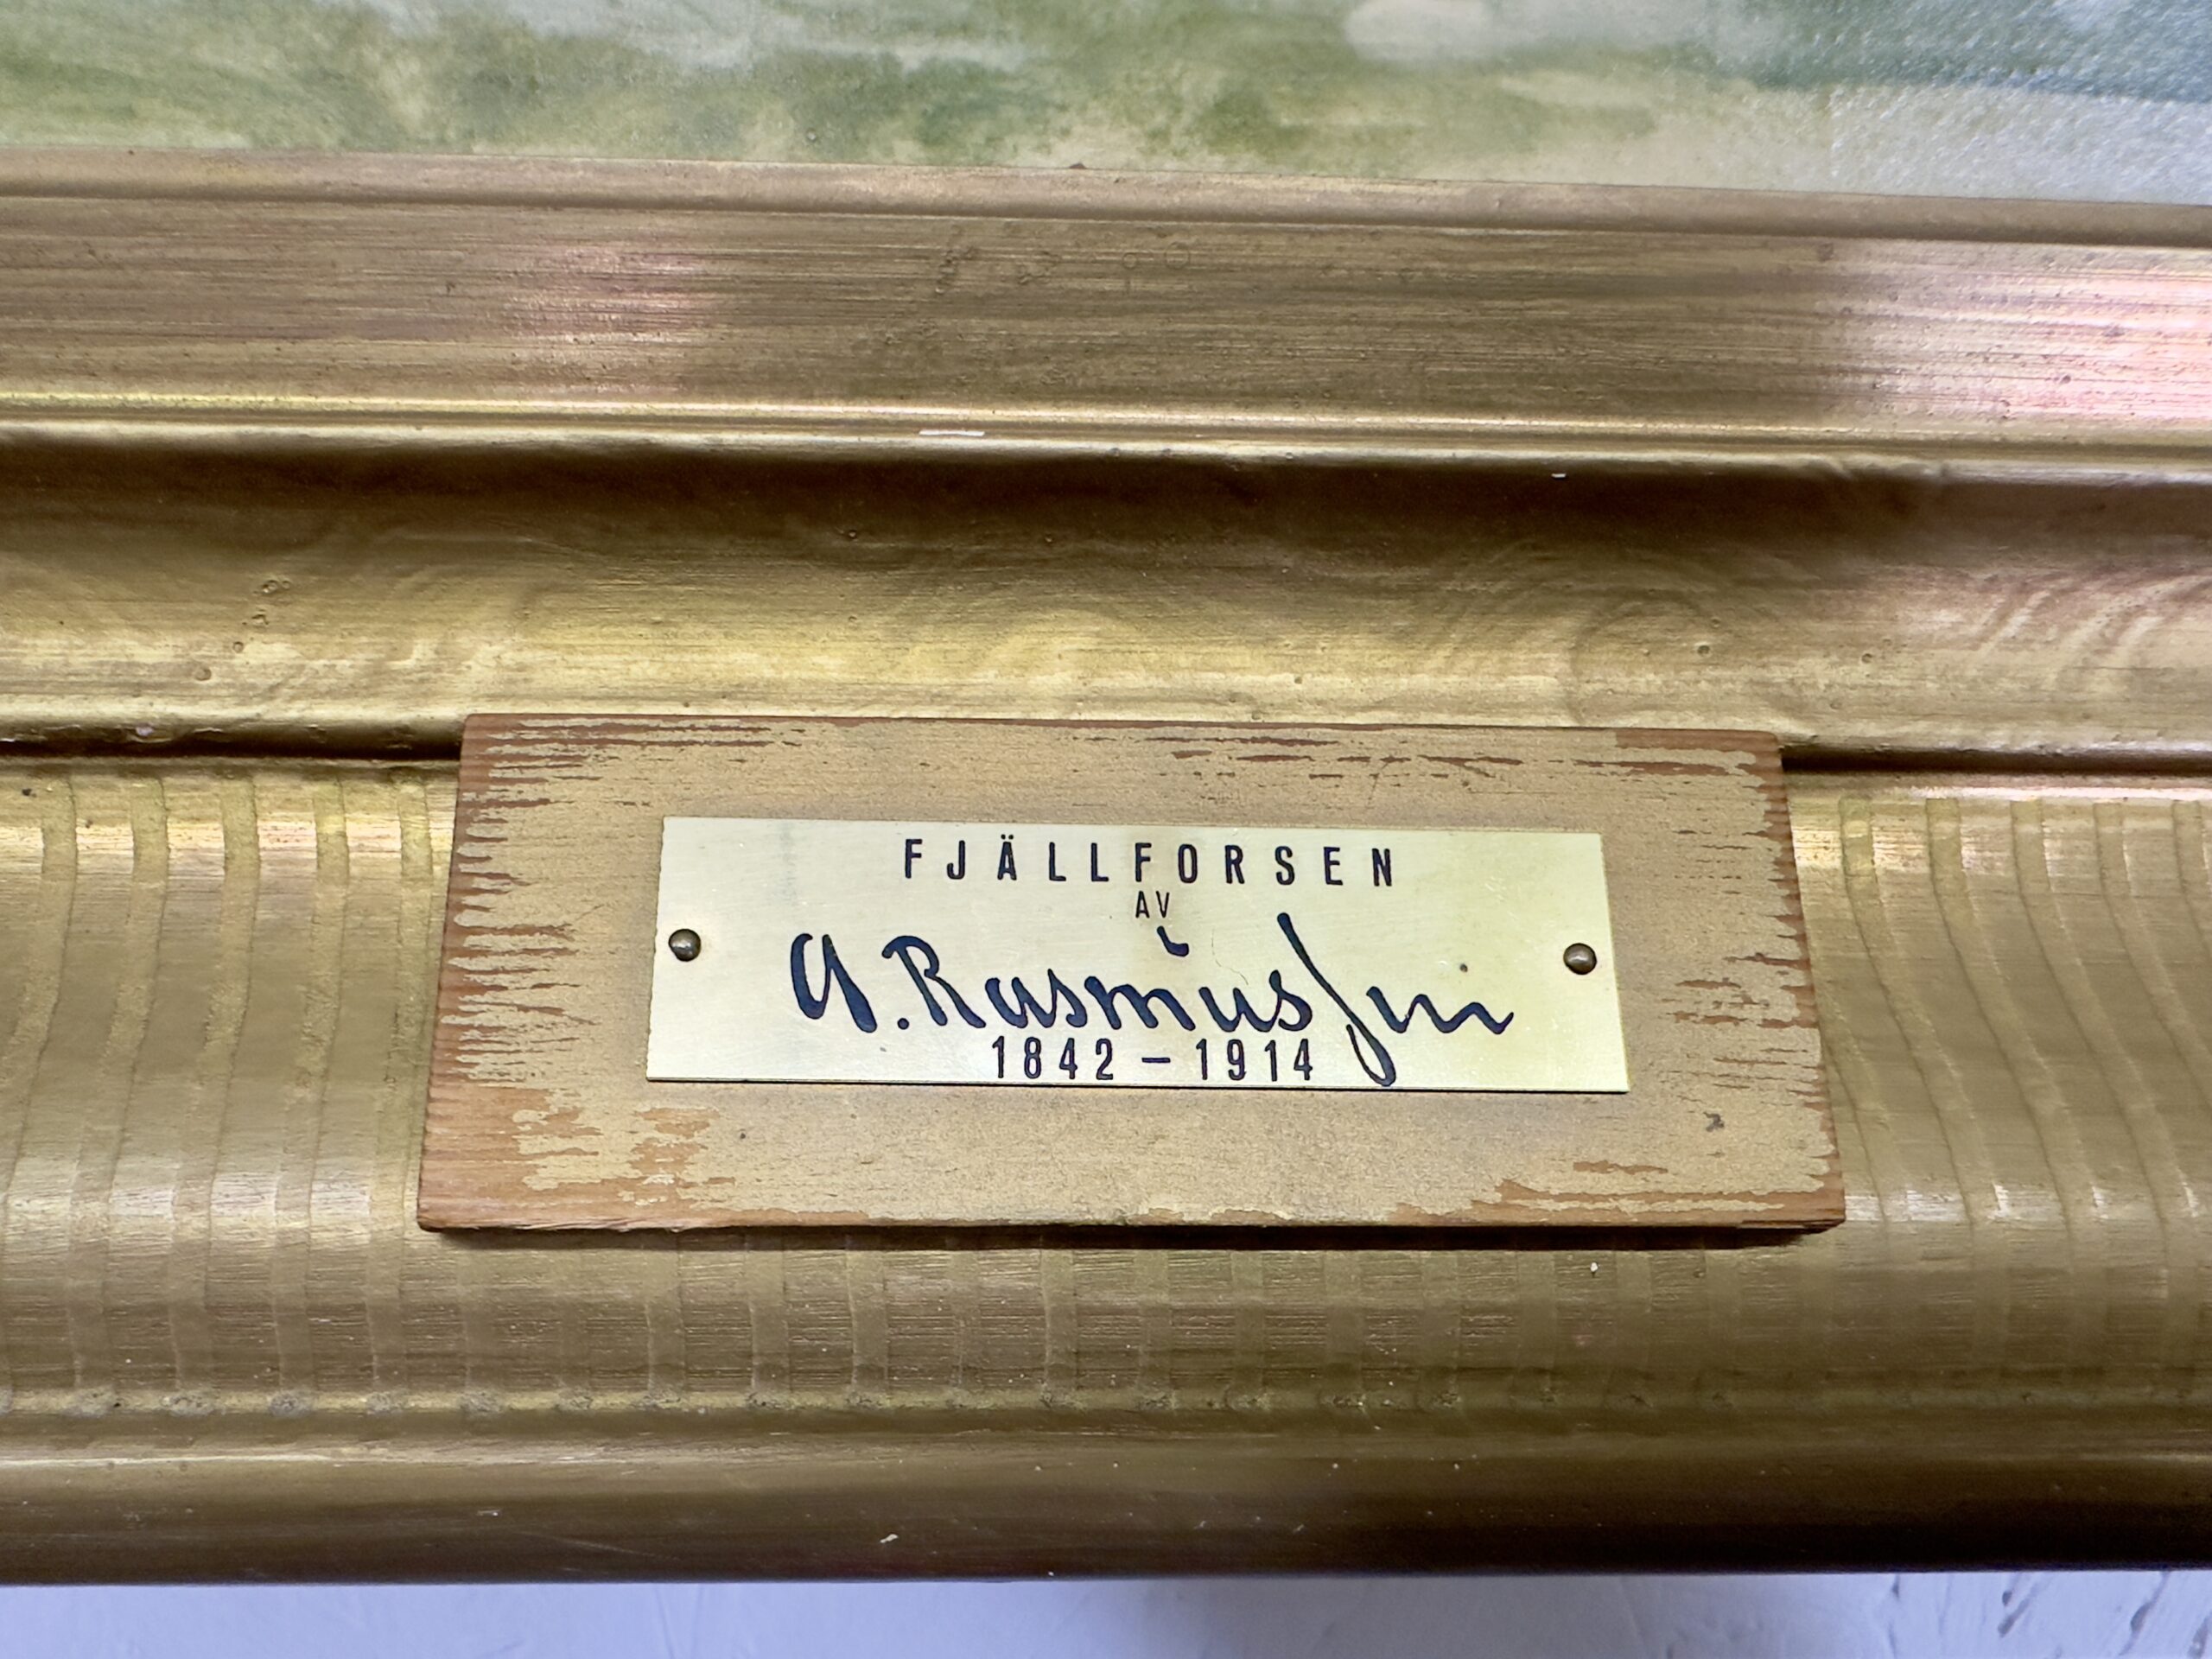 FJÄLLFORSEN
AV
A. Rasmussen
1842 – 1914